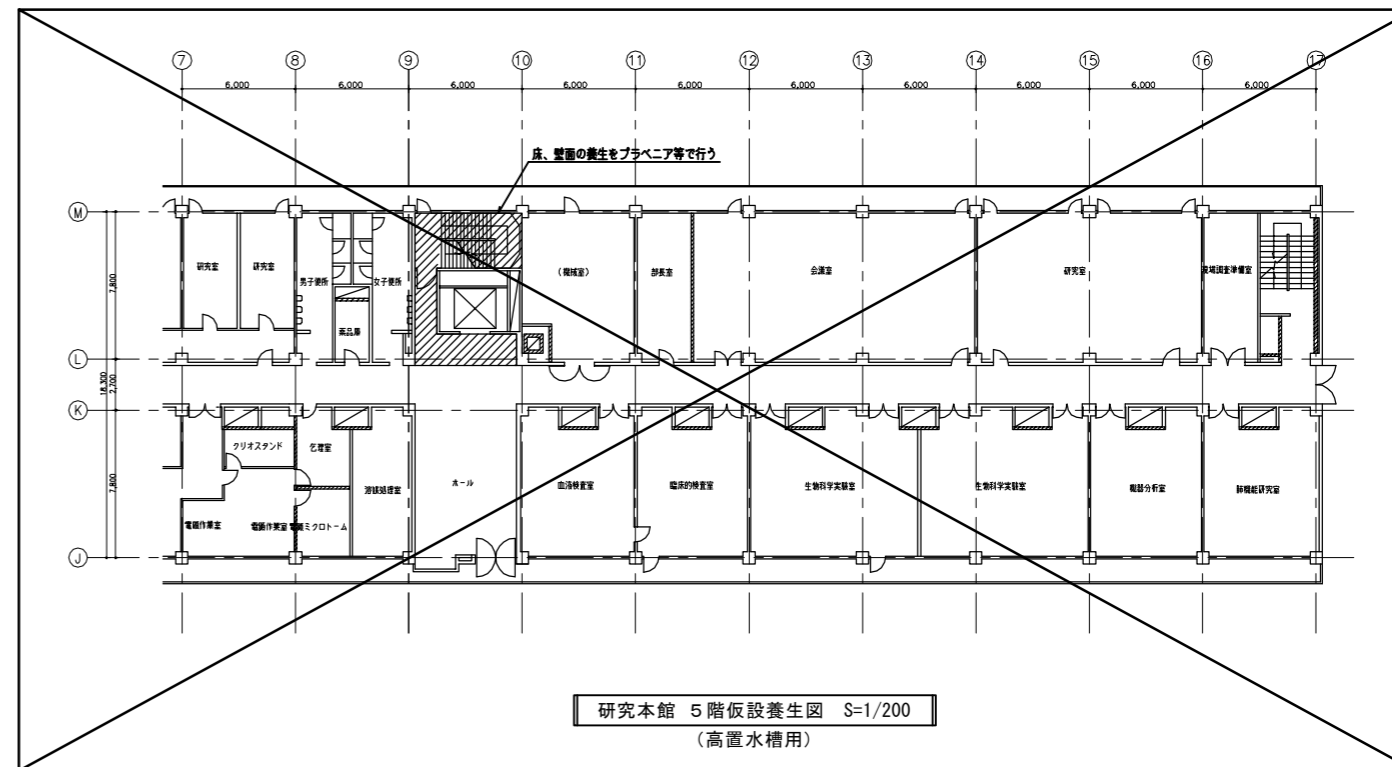 7 8 9 10 11 12 13 14 15 16 17
6,000 6,000 6,000 6,000 6,000 6,000 6,000 6,000 6,000 6,000
床、壁面の養生をプラベニア等で行う
M
7,800
研究室
研究室
男子便所
女子便所
薬品庫
(機械室)
部長室
会議室
研究室
現場調査準備室
L
18,300
2,700
K
7,800
クリオスタンド
包理室
溶媒処理室
ホール
血液検査室
臨床的検査室
生物科学実験室
生物科学実験室
機器分析室
肺機能研究室
電顕作業室
電顕作業室
電顕ミクロトーム
J
研究本館 5階仮設養生図 S=1/200
(高置水槽用)